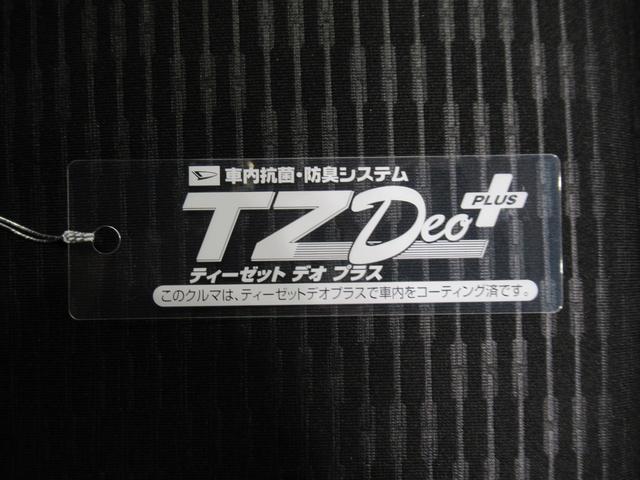 車内抗菌・防臭システム
TZ Deo PLUS
ティーゼット デオ プラス
このクルマは、ティーゼットデオプラスで車内をコーティング済です。